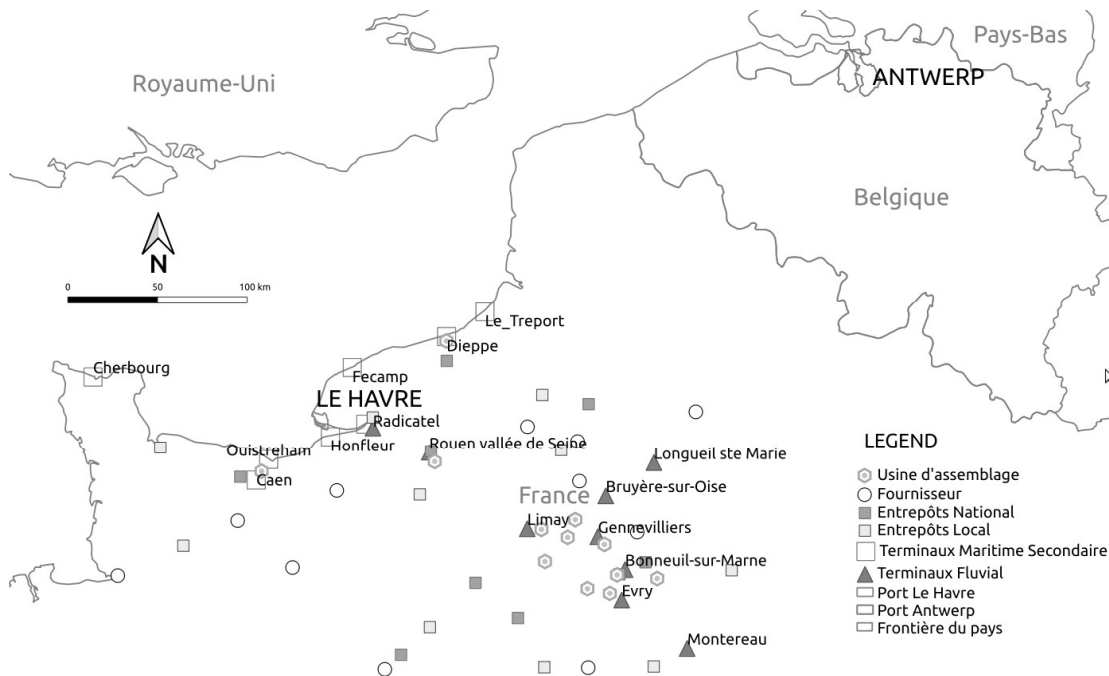 Pays-Bas
Royaume-Uni
ANTWERP
Belgique
N
0 50 100 km
Le_Treport
Dieppe
Cherbourg
Fecamp
LE HAVRE
Radicatel
Honfleur
Rouen vallée de Seine
Ouistreham
Caen
Longueil ste Marie
France
Bruyère-sur-Oise
Limay
Gennevilliers
Bonneuil-sur-Marne
Evry
Montereau
LEGEND
Usine d'assemblage
Fournisseur
Entrepôts National
Entrepôts Local
Terminaux Maritime Secondaire
Terminaux Fluvial
Port Le Havre
Port Antwerp
Frontière du pays